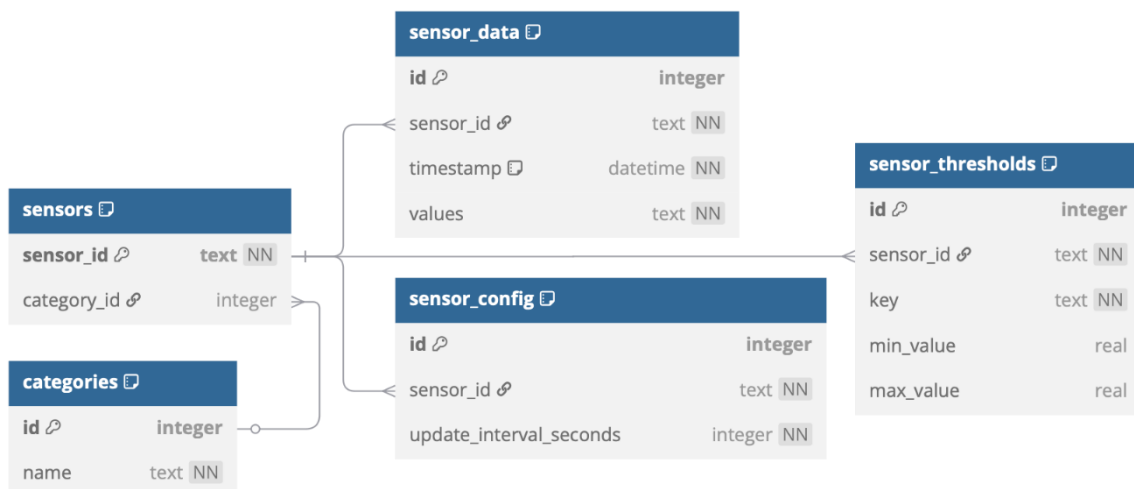 sensor_data
id integer
sensor_id text NN
timestamp datetime NN
values text NN
sensors
sensor_id text NN
category_id integer
categories
id integer
name text NN
sensor_config
id integer
sensor_id text NN
update_interval_seconds integer NN
sensor_thresholds
id integer
sensor_id text NN
key text NN
min_value real
max_value real